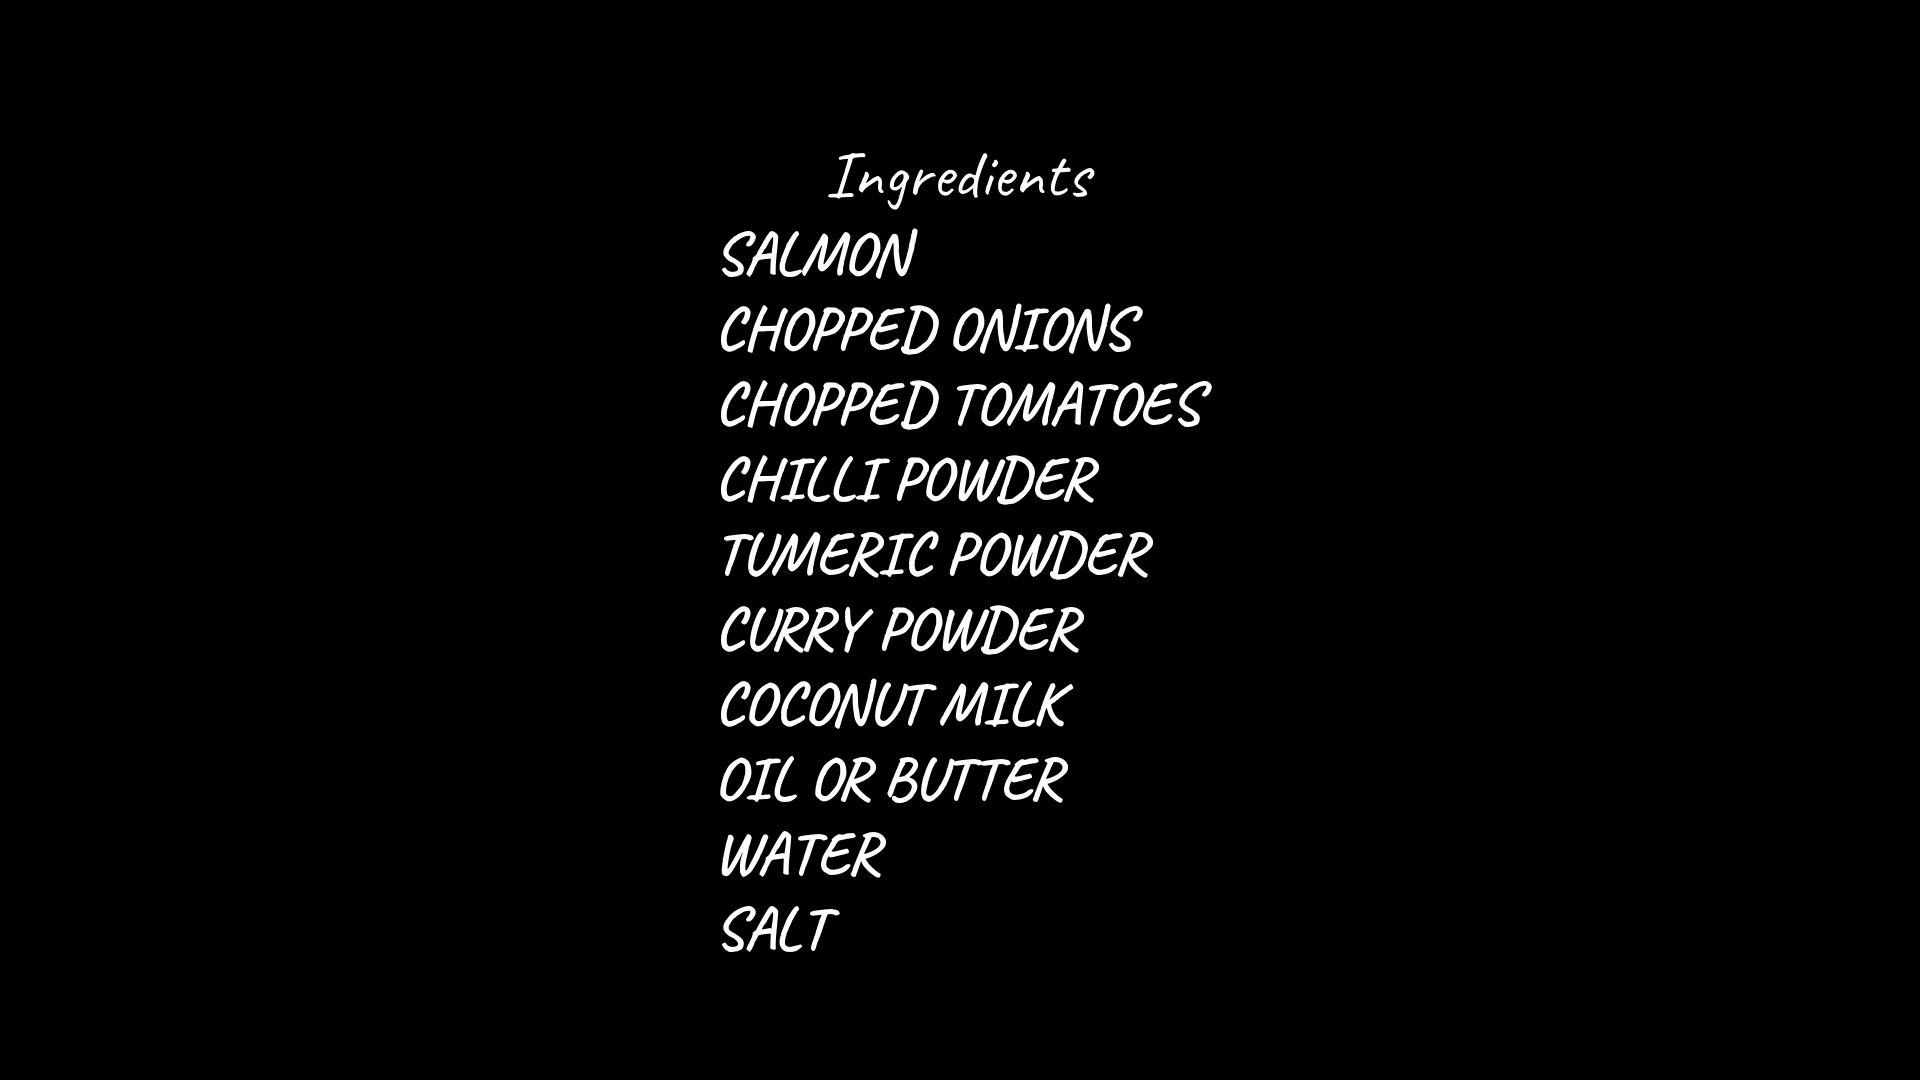 Ingredients
SALMON
CHOPPED ONIONS
CHOPPED TOMATOES
CHILLI POWDER
TUMERIC POWDER
CURRY POWDER
COCONUT MILK
OIL OR BUTTER
WATER
SALT